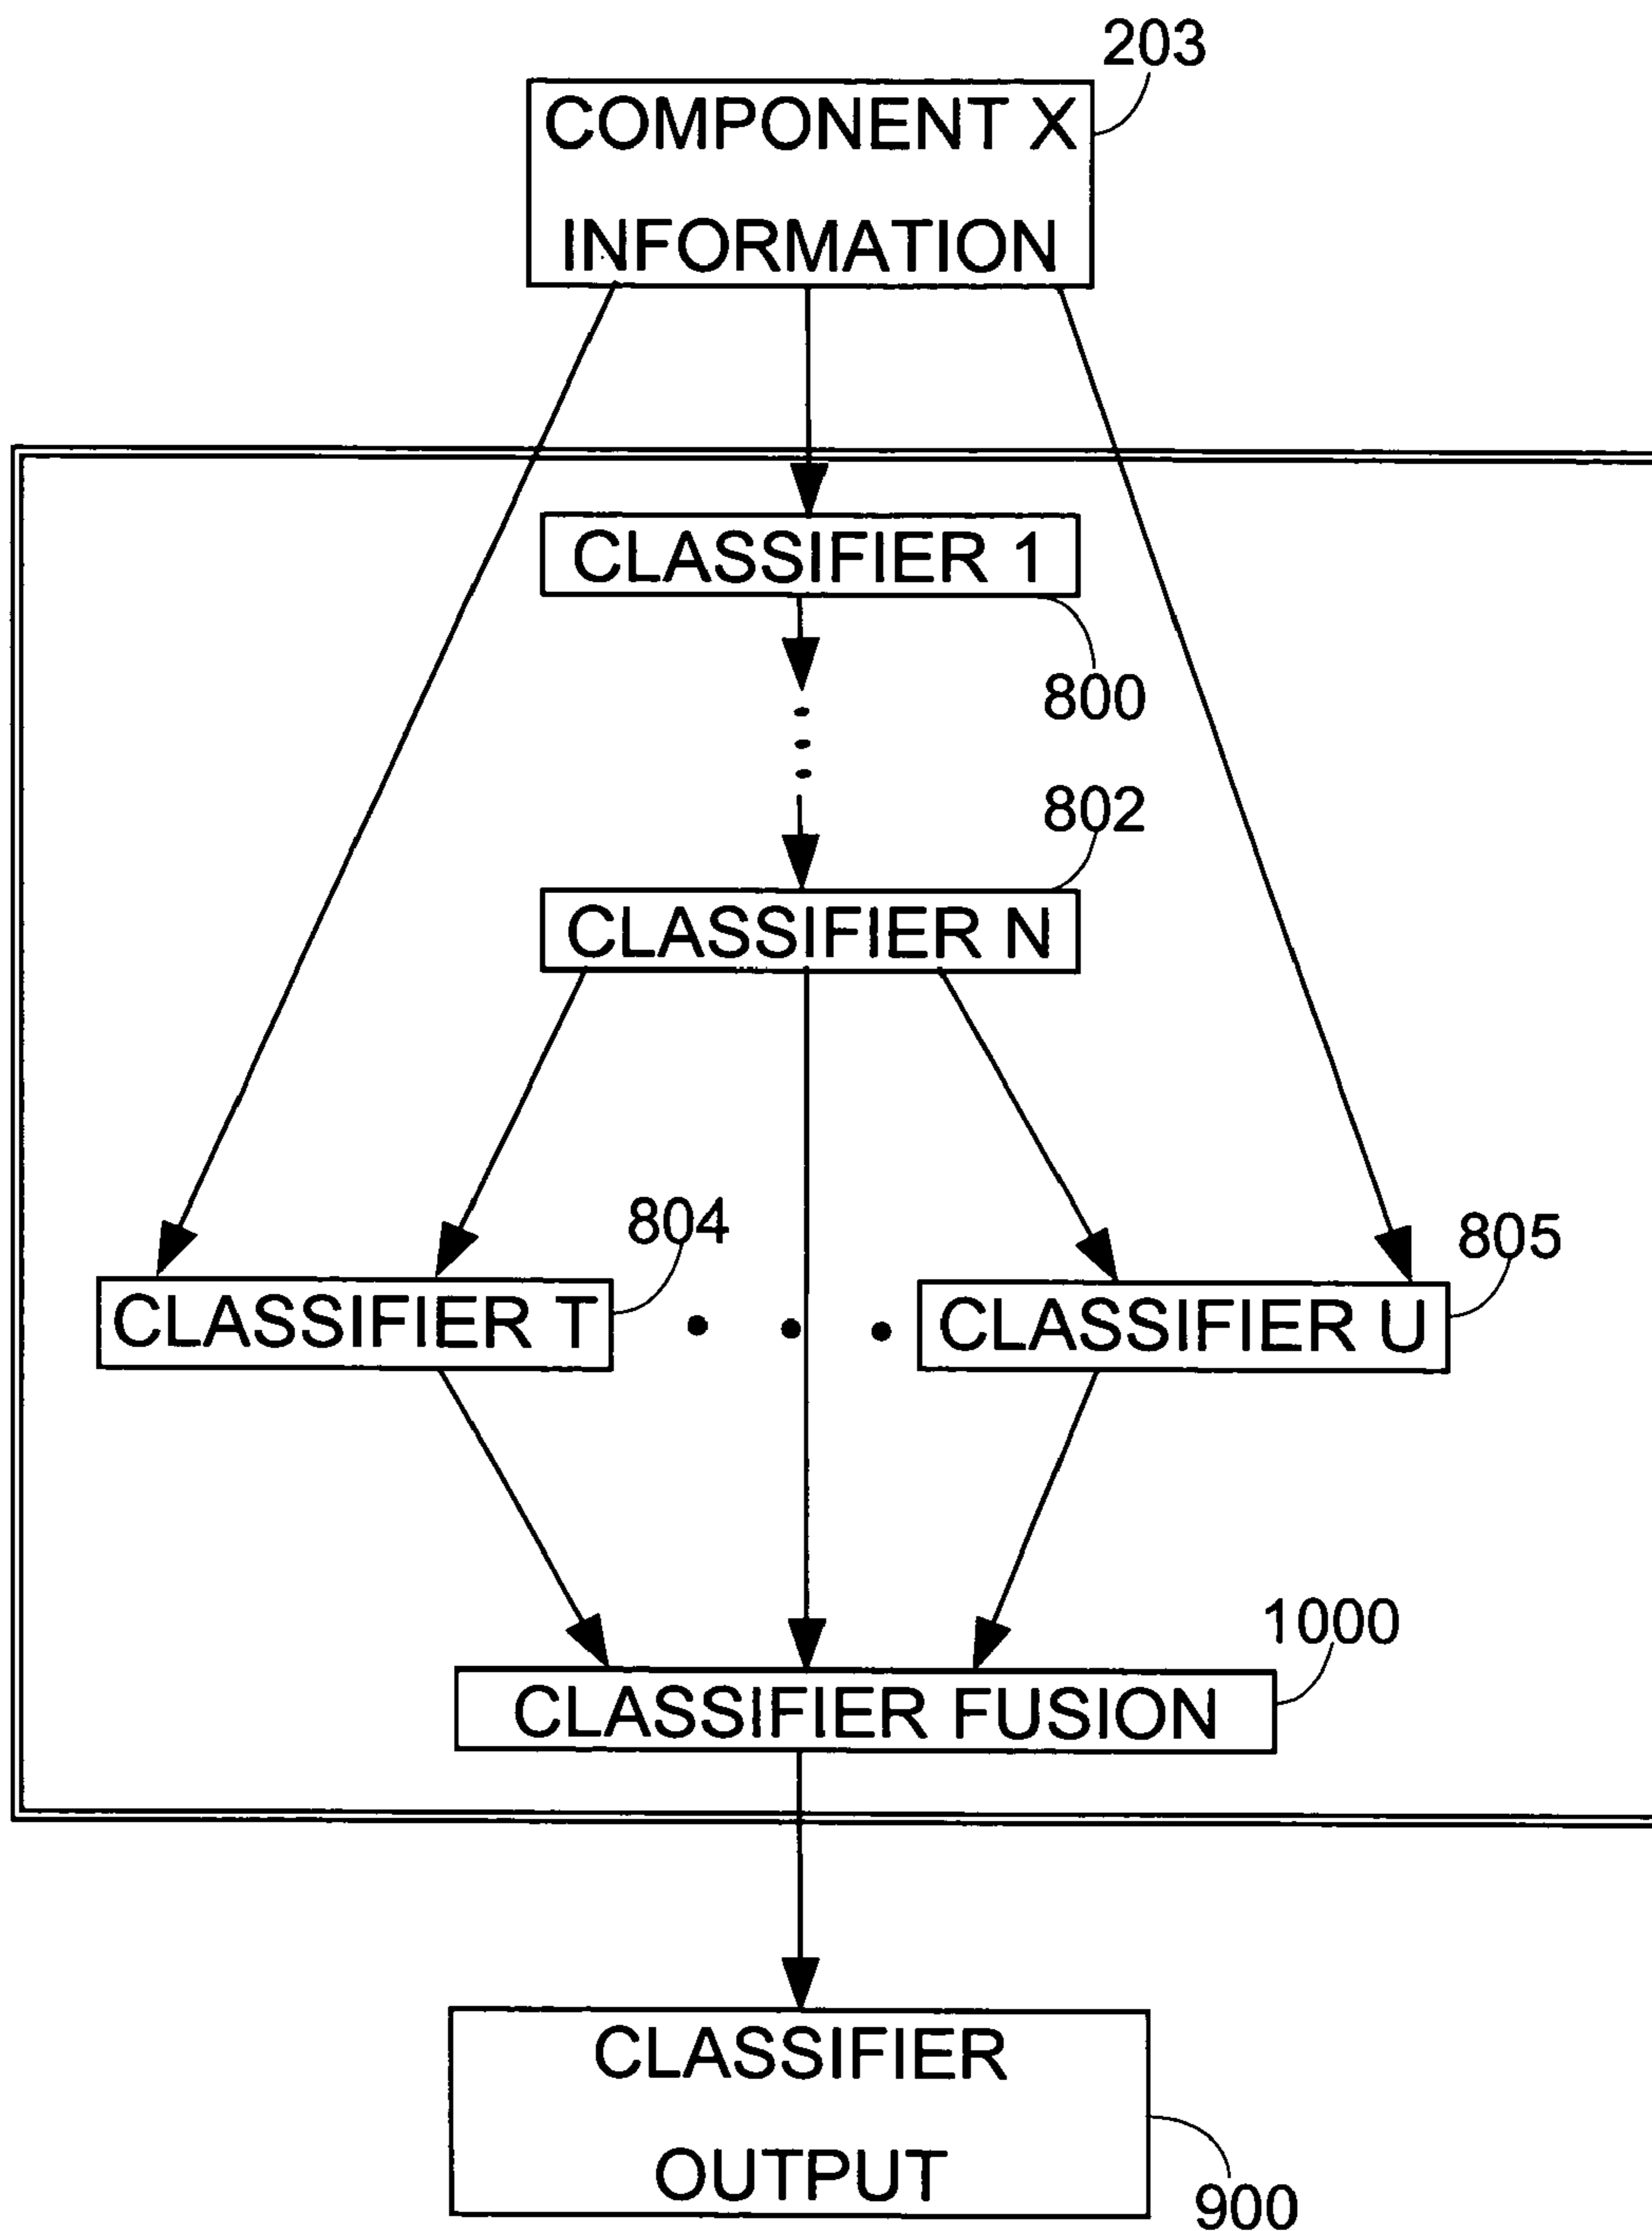 203
COMPONENT X
INFORMATION
CLASSIFIER 1
800
802
CLASSIFIER N
804
805
CLASSIFIER T
CLASSIFIER U
1000
CLASSIFIER FUSION
CLASSIFIER
OUTPUT
900